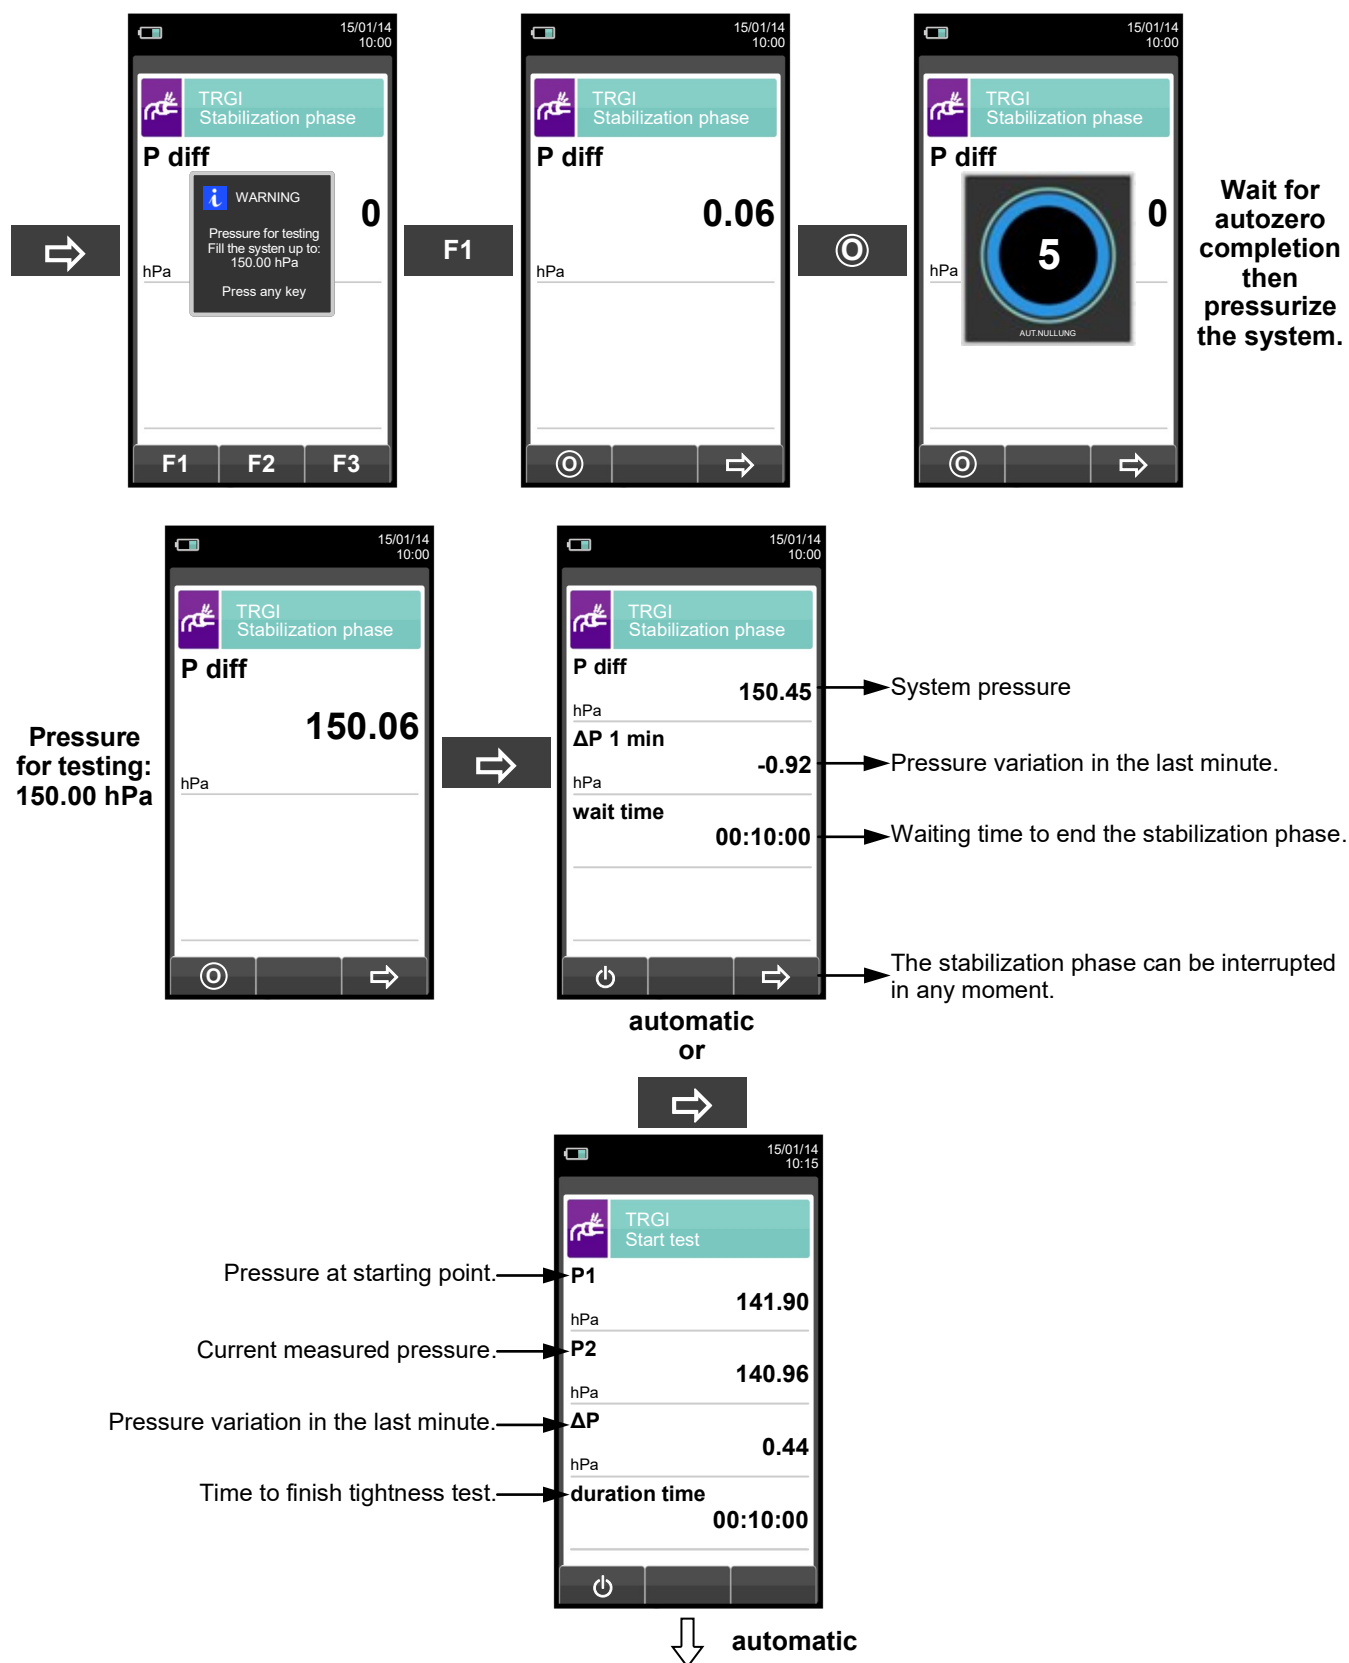 15/01/14
10:00
TRGI
Stabilization phase
P diff
0
hPa
i WARNING
Pressure for testing
Fill the systen up to:
150.00 hPa
Press any key
F1 F2 F3
F1
15/01/14
10:00
TRGI
Stabilization phase
P diff
0.06
hPa
15/01/14
10:00
TRGI
Stabilization phase
P diff
0
hPa
5
AUT.NULLUNG
Wait for
autozero
completion
then
pressurize
the system.
Pressure
for testing:
150.00 hPa
15/01/14
10:00
TRGI
Stabilization phase
P diff
150.06
hPa
15/01/14
10:00
TRGI
Stabilization phase
P diff
150.45
hPa
System pressure
ΔP 1 min
-0.92
hPa
Pressure variation in the last minute.
wait time
00:10:00
Waiting time to end the stabilization phase.
The stabilization phase can be interrupted
in any moment.
automatic
or
15/01/14
10:15
TRGI
Start test
Pressure at starting point.
P1
141.90
hPa
Current measured pressure.
P2
140.96
hPa
Pressure variation in the last minute.
ΔP
0.44
hPa
Time to finish tightness test.
duration time
00:10:00
automatic